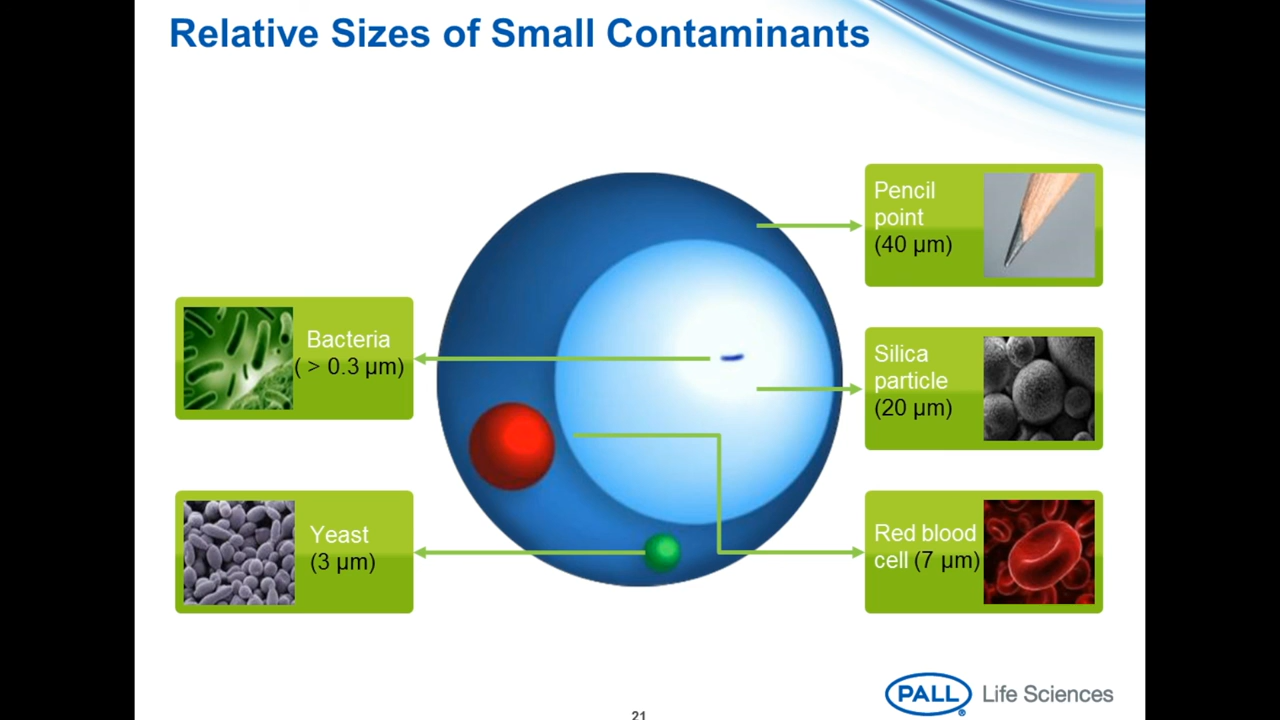 Relative Sizes of Small Contaminants
Pencil
point
(40 µm)
Bacteria
( > 0.3 µm)
Silica
particle
(20 µm)
Yeast
(3 µm)
Red blood
cell (7 µm)
PALL® Life Sciences
21